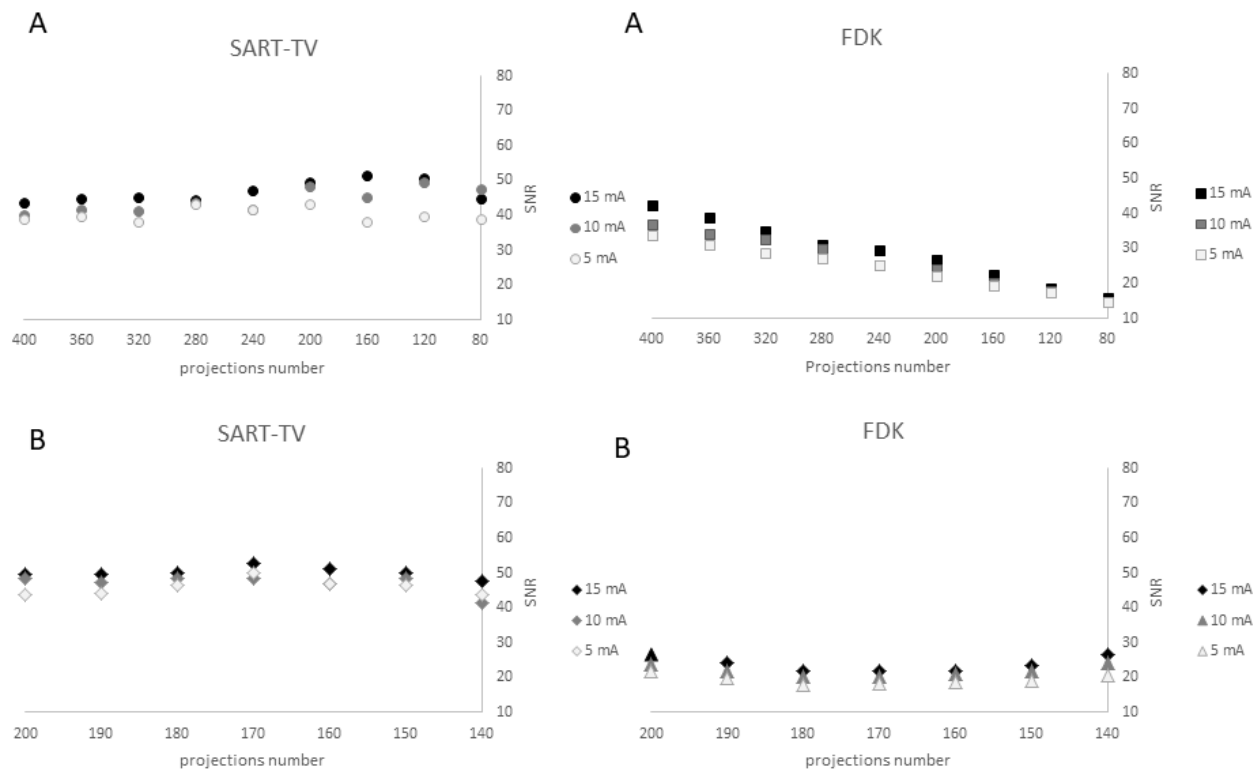 A
SART-TV
80
70
60
50
40
30
20
10
SNR
400 360 320 280 240 200 160 120 80
projections number
15 mA
10 mA
5 mA
A
FDK
80
70
60
50
40
30
20
10
SNR
400 360 320 280 240 200 160 120 80
Projections number
15 mA
10 mA
5 mA
B
SART-TV
80
70
60
50
40
30
20
10
SNR
200 190 180 170 160 150 140
projections number
15 mA
10 mA
5 mA
B
FDK
80
70
60
50
40
30
20
10
SNR
200 190 180 170 160 150 140
projections number
15 mA
10 mA
5 mA